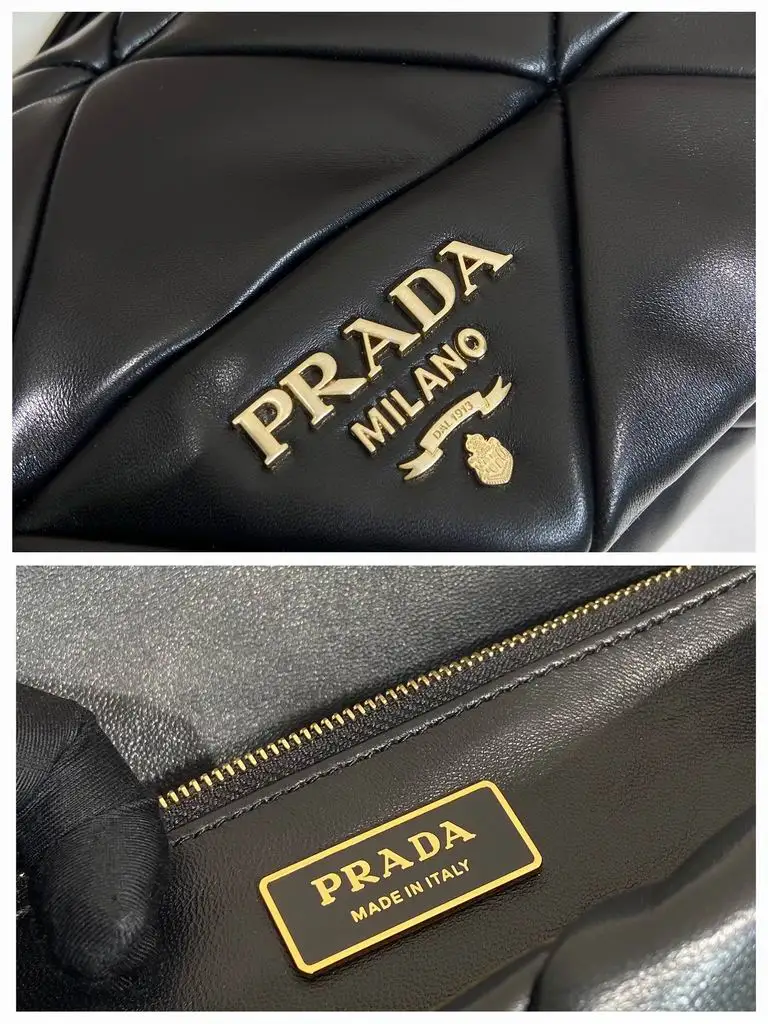 PRADA
MILANO
DAL 1913
PRADA
MADE IN ITALY